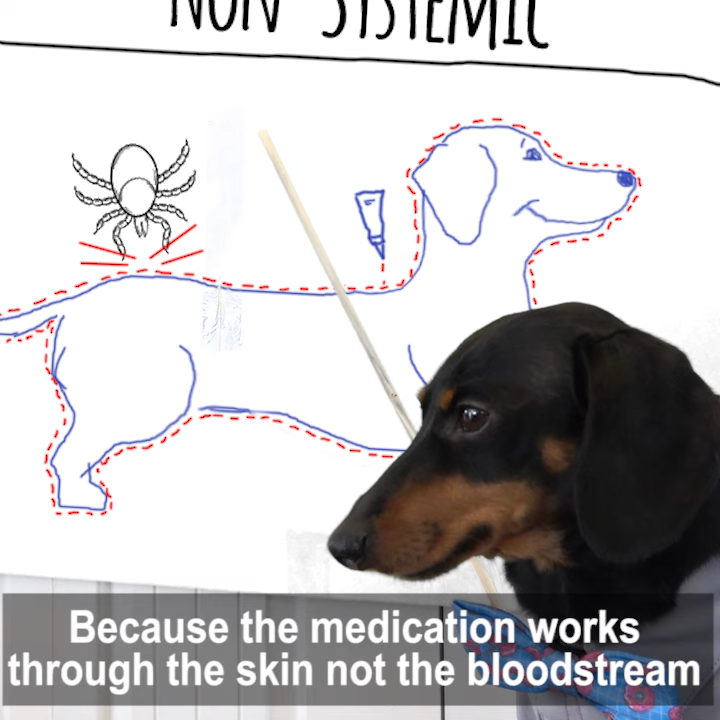 NON SYSTEMIC
Because the medication works
through the skin not the bloodstream